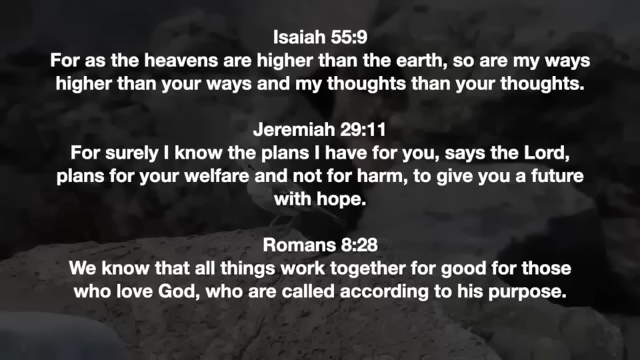 Isaiah 55:9
For as the heavens are higher than the earth, so are my ways
higher than your ways and my thoughts than your thoughts.
Jeremiah 29:11
For surely I know the plans I have for you, says the Lord,
plans for your welfare and not for harm, to give you a future
with hope.
Romans 8:28
We know that all things work together for good for those
who love God, who are called according to his purpose.